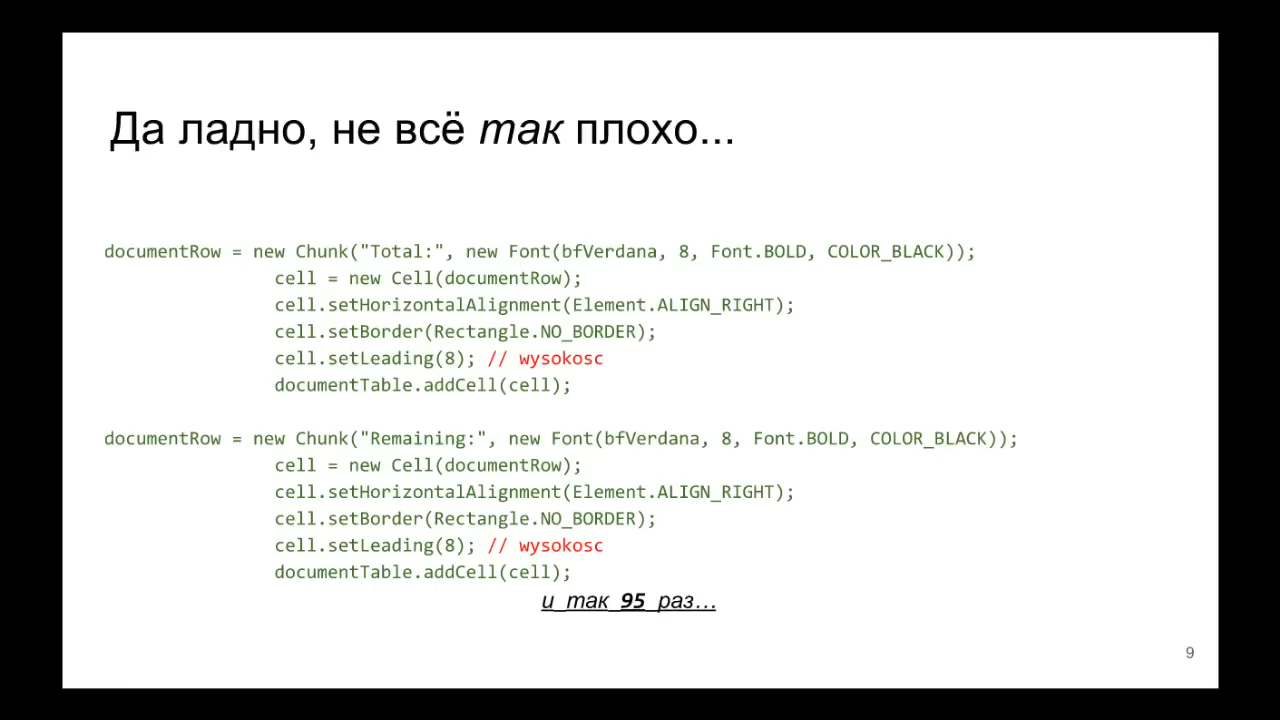 Да ладно, не всё так плохо...
documentRow = new Chunk("Total:", new Font(bfVerdana, 8, Font.BOLD, COLOR_BLACK));
cell = new Cell(documentRow);
cell.setHorizontalAlignment(Element.ALIGN_RIGHT);
cell.setBorder(Rectangle.NO_BORDER);
cell.setLeading(8); // wysokosc
documentTable.addCell(cell);
documentRow = new Chunk("Remaining:", new Font(bfVerdana, 8, Font.BOLD, COLOR_BLACK));
cell = new Cell(documentRow);
cell.setHorizontalAlignment(Element.ALIGN_RIGHT);
cell.setBorder(Rectangle.NO_BORDER);
cell.setLeading(8); // wysokosc
documentTable.addCell(cell);
и так 95 раз…
9